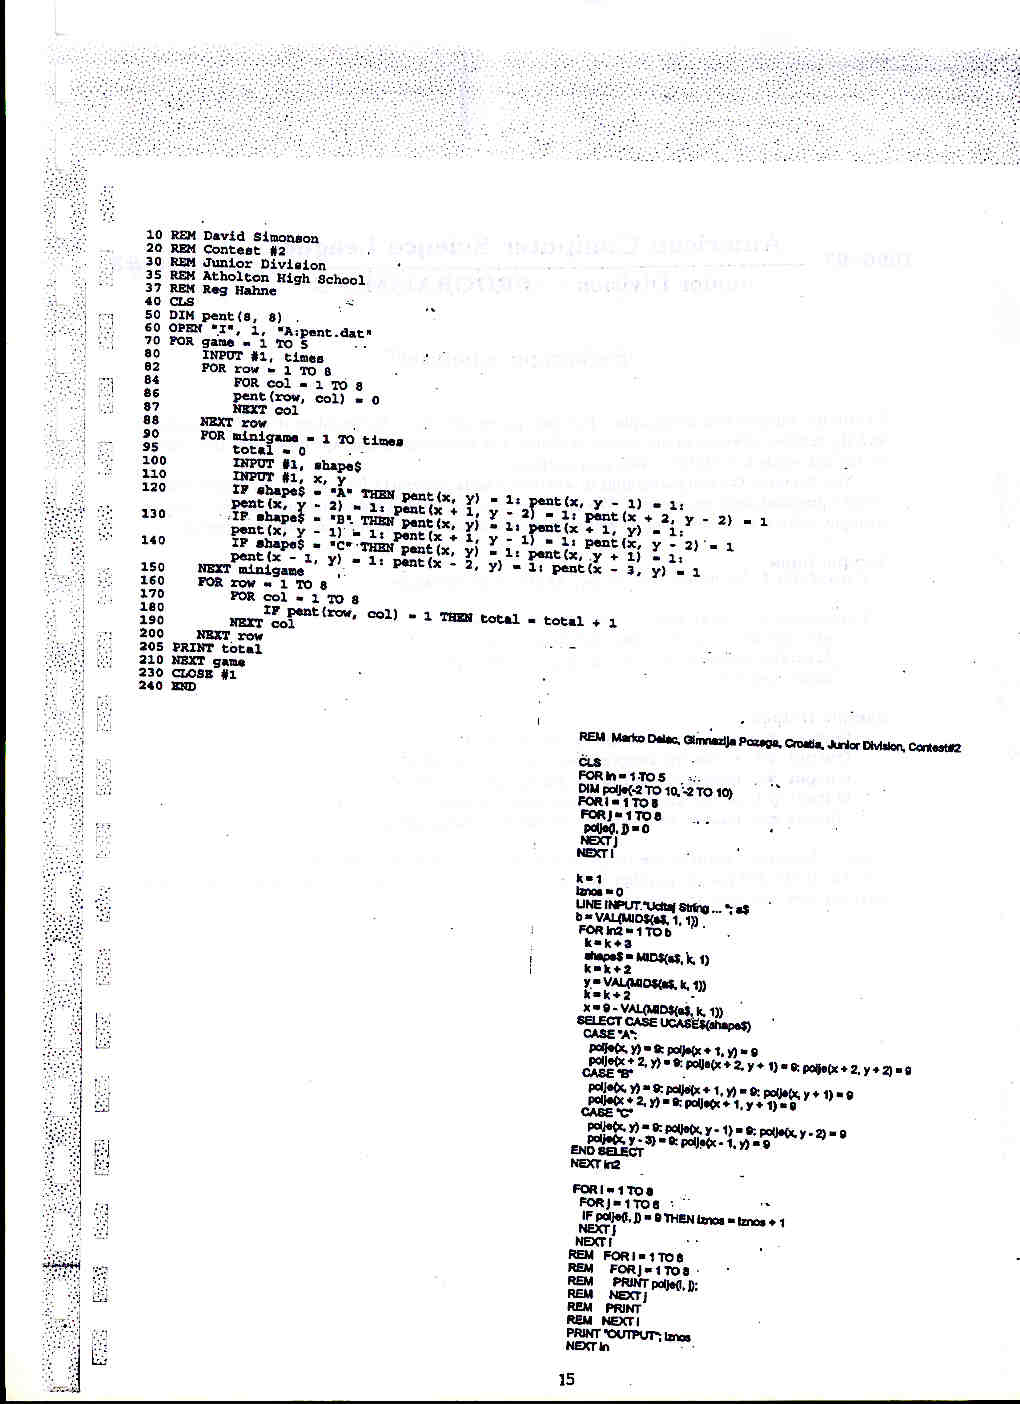 10 REM David Simonson
20 REM Contest #2
30 REM Junior Division
35 REM Atholton High School
37 REM Reg Hahne
40 CLS
50 DIM pent(8, 8)
60 OPEN "I", 1, "A:pent.dat"
70 FOR game = 1 TO 5
80 INPUT #1, times
82 FOR row = 1 TO 8
84 FOR col = 1 TO 8
86 pent(row, col) = 0
87 NEXT col
88 NEXT row
90 FOR minigame = 1 TO times
95 total = 0
100 INPUT #1, shape$
110 INPUT #1, x, y
120 IF shape$ = "A" THEN pent(x, y) = 1: pent(x, y - 1) = 1:
pent(x, y - 2) = 1: pent(x + 1, y - 2) = 1: pent(x + 2, y - 2) = 1
130 IF shape$ = "B" THEN pent(x, y) = 1: pent(x + 1, y) = 1:
pent(x, y - 1) = 1: pent(x + 1, y - 1) = 1: pent(x, y - 2) = 1
140 IF shape$ = "C" THEN pent(x, y) = 1: pent(x, y + 1) = 1:
pent(x - 1, y) = 1: pent(x - 2, y) = 1: pent(x - 3, y) = 1
150 NEXT minigame
160 FOR row = 1 TO 8
170 FOR col = 1 TO 8
180 IF pent(row, col) = 1 THEN total = total + 1
190 NEXT col
200 NEXT row
205 PRINT total
210 NEXT game
230 CLOSE #1
240 END
REM Marko Delac, Gimnazija Pozega, Croatia, Junior Division, Contest#2
CLS
FOR in = 1 TO 5
DIM polje(-2 TO 10, -2 TO 10)
FOR i = 1 TO 8
FOR j = 1 TO 8
polje(i, j) = 0
NEXT j
NEXT i
k = 1
iznos = 0
LINE INPUT "Ucitaj String ... "; a$
b = VAL(MID$(a$, 1, 1))
FOR in2 = 1 TO b
k = k + 3
shape$ = MID$(a$, k, 1)
k = k + 2
y = VAL(MID$(a$, k, 1))
k = k + 2
x = 9 - VAL(MID$(a$, k, 1))
SELECT CASE UCASE$(shape$)
CASE "A":
polje(x, y) = 9: polje(x + 1, y) = 9
polje(x + 2, y) = 9: polje(x + 2, y + 1) = 9: polje(x + 2, y + 2) = 9
CASE "B"
polje(x, y) = 9: polje(x + 1, y) = 9: polje(x, y + 1) = 9
polje(x + 2, y) = 9: polje(x + 1, y + 1) = 9
CASE "C"
polje(x, y) = 9: polje(x, y - 1) = 9: polje(x, y - 2) = 9
polje(x, y - 3) = 9: polje(x - 1, y) = 9
END SELECT
NEXT in2
FOR i = 1 TO 8
FOR j = 1 TO 8
IF polje(i, j) = 9 THEN iznos = iznos + 1
NEXT j
NEXT i
REM FOR i = 1 TO 8
REM FOR j = 1 TO 8
REM PRINT polje(i, j);
REM NEXT j
REM PRINT
REM NEXT i
PRINT "OUTPUT"; iznos
NEXT in
15